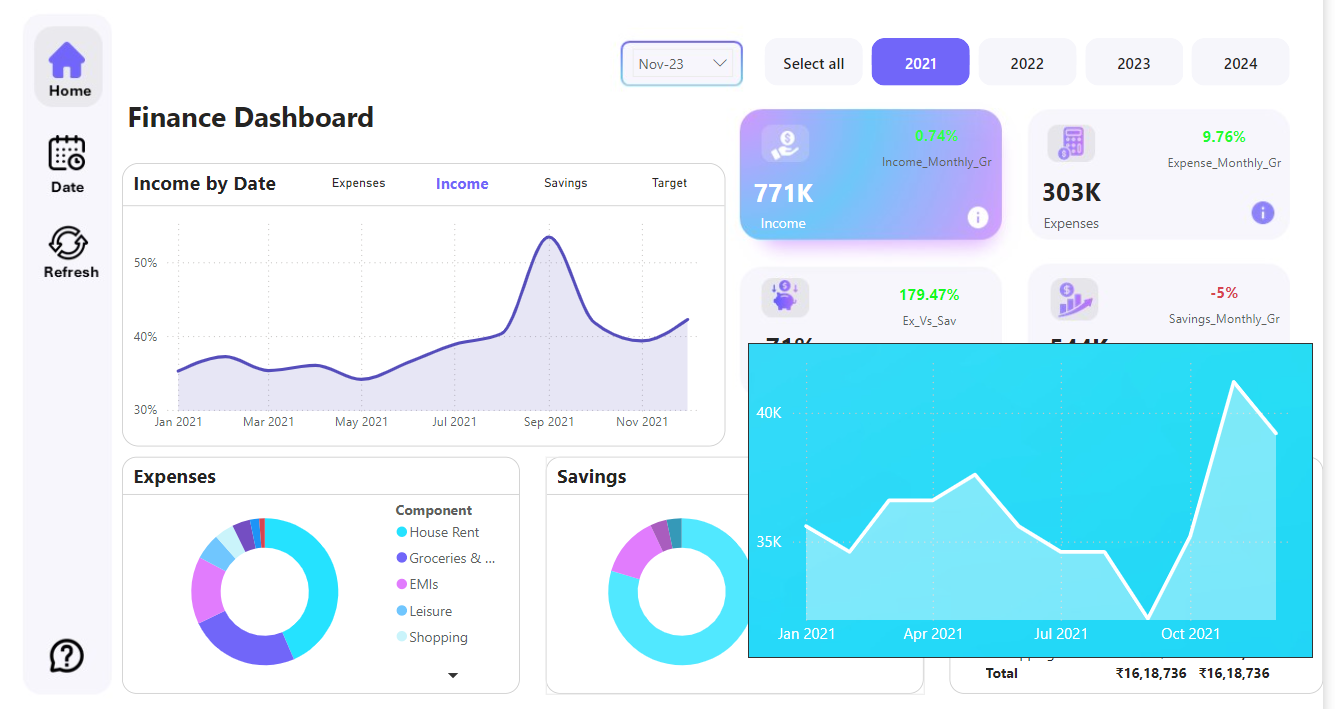 Home
Date
Refresh
Nov-23
Select all
2021
2022
2023
2024
Finance Dashboard
Income by Date
Expenses
Income
Savings
Target
50%
40%
30%
Jan 2021
Mar 2021
May 2021
Jul 2021
Sep 2021
Nov 2021
0.74%
Income_Monthly_Gr
771K
Income
9.76%
Expense_Monthly_Gr
303K
Expenses
179.47%
Ex_Vs_Sav
71%
-5%
Savings_Monthly_Gr
544K
Expenses
Component
House Rent
Groceries & ...
EMIs
Leisure
Shopping
Savings
40K
35K
Jan 2021
Apr 2021
Jul 2021
Oct 2021
Total ₹16,18,736 ₹16,18,736